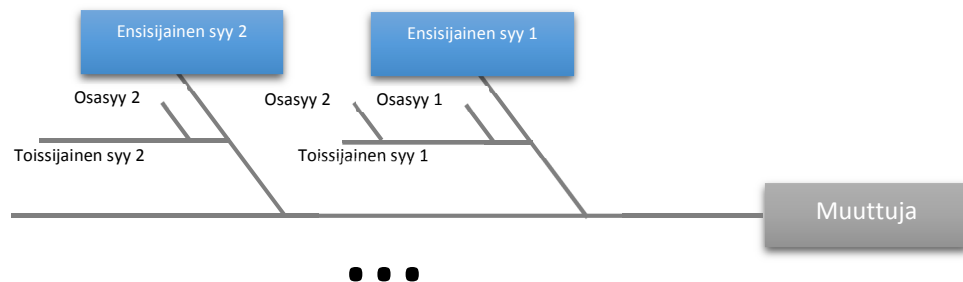 Ensisijainen syy 2
Ensisijainen syy 1
Osasyy 2
Osasyy 2
Osasyy 1
Toissijainen syy 2
Toissijainen syy 1
Muuttuja
...